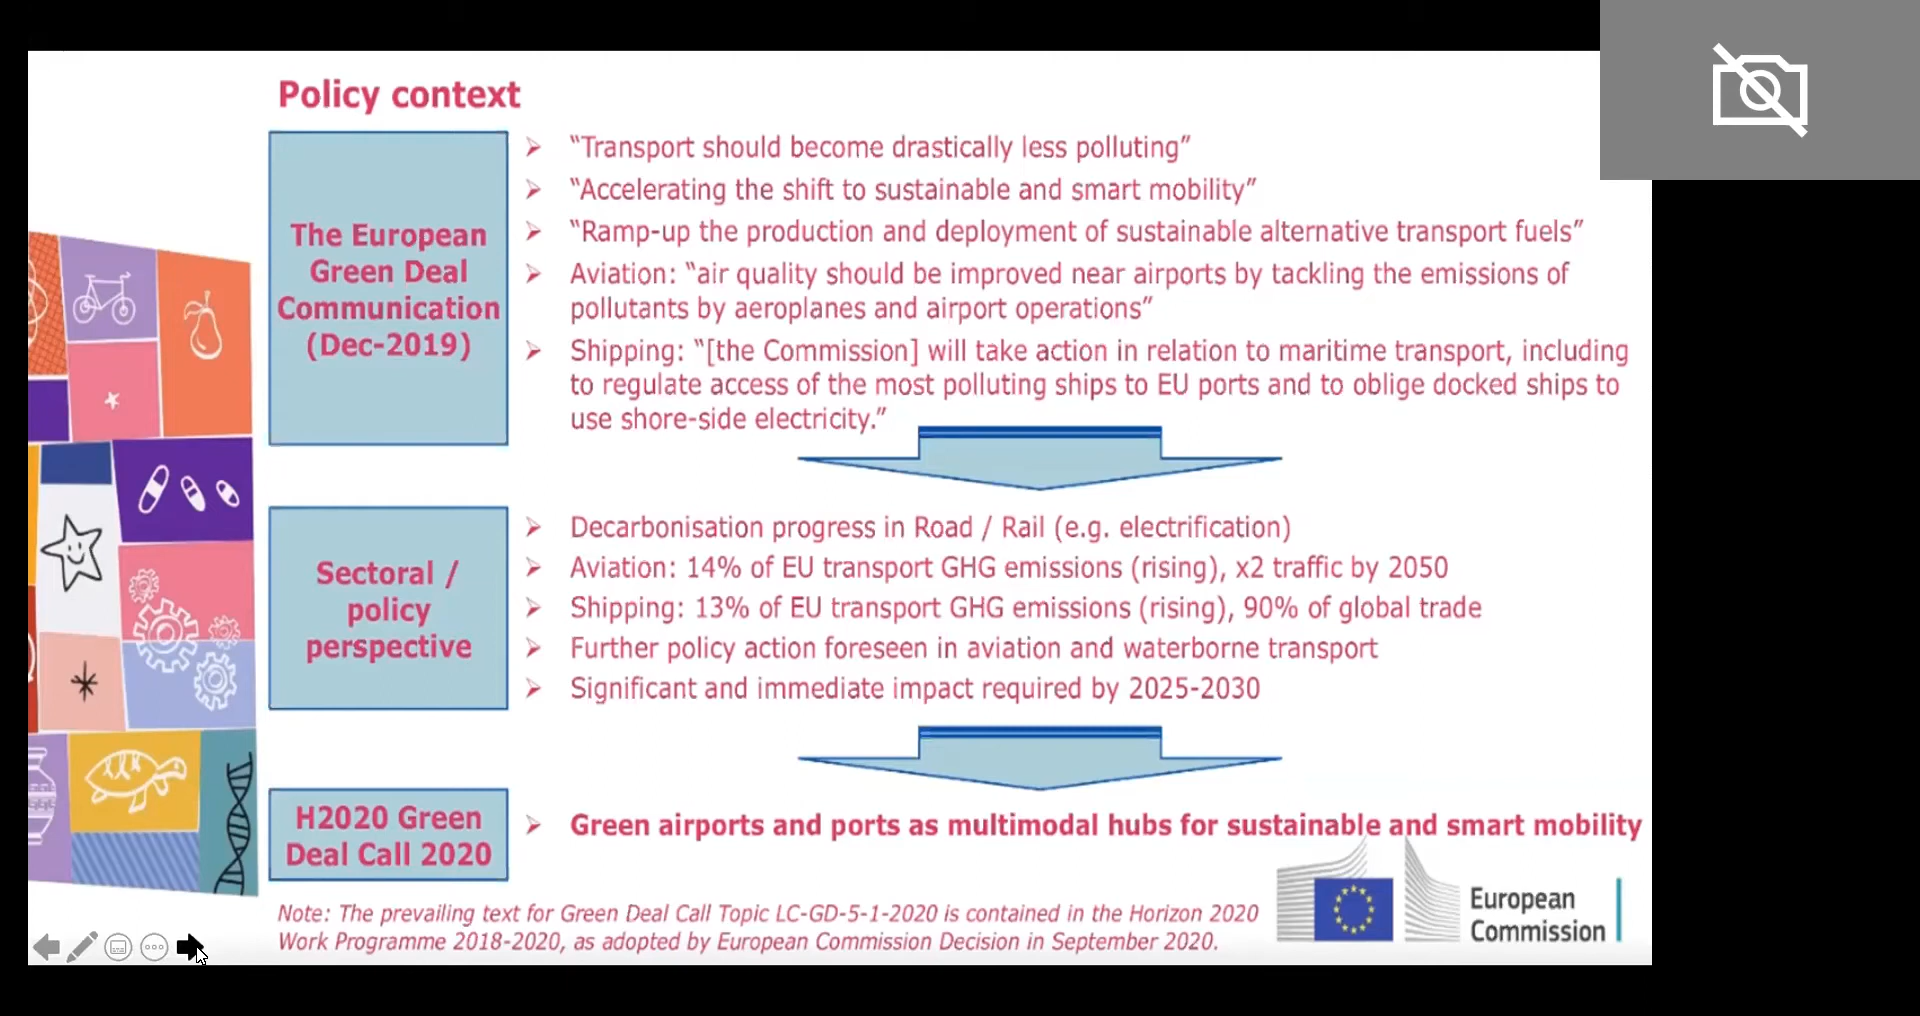 Policy context
The European
Green Deal
Communication
(Dec-2019)
“Transport should become drastically less polluting”
“Accelerating the shift to sustainable and smart mobility”
“Ramp-up the production and deployment of sustainable alternative transport fuels”
Aviation: “air quality should be improved near airports by tackling the emissions of
pollutants by aeroplanes and airport operations”
Shipping: “[the Commission] will take action in relation to maritime transport, including
to regulate access of the most polluting ships to EU ports and to oblige docked ships to
use shore-side electricity.”
Sectoral /
policy
perspective
Decarbonisation progress in Road / Rail (e.g. electrification)
Aviation: 14% of EU transport GHG emissions (rising), x2 traffic by 2050
Shipping: 13% of EU transport GHG emissions (rising), 90% of global trade
Further policy action foreseen in aviation and waterborne transport
Significant and immediate impact required by 2025-2030
H2020 Green
Deal Call 2020
Green airports and ports as multimodal hubs for sustainable and smart mobility
Note: The prevailing text for Green Deal Call Topic LC-GD-5-1-2020 is contained in the Horizon 2020
Work Programme 2018-2020, as adopted by European Commission Decision in September 2020.
European
Commission